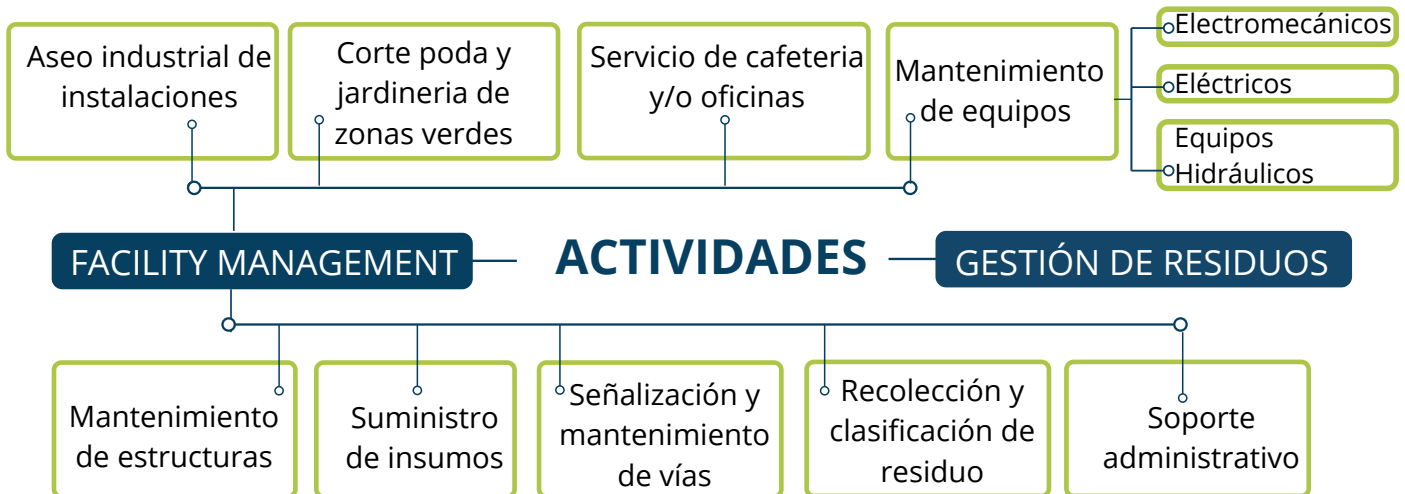 Aseo industrial de
instalaciones
Corte poda y
jardineria de
zonas verdes
Servicio de cafeteria
y/o oficinas
Mantenimiento
de equipos
Electromecánicos
Eléctricos
Equipos
Hidráulicos
FACILITY MANAGEMENT
ACTIVIDADES
GESTIÓN DE RESIDUOS
Mantenimiento
de estructuras
Suministro
de insumos
Señalización y
mantenimiento
de vías
Recolección y
clasificación de
residuo
Soporte
administrativo